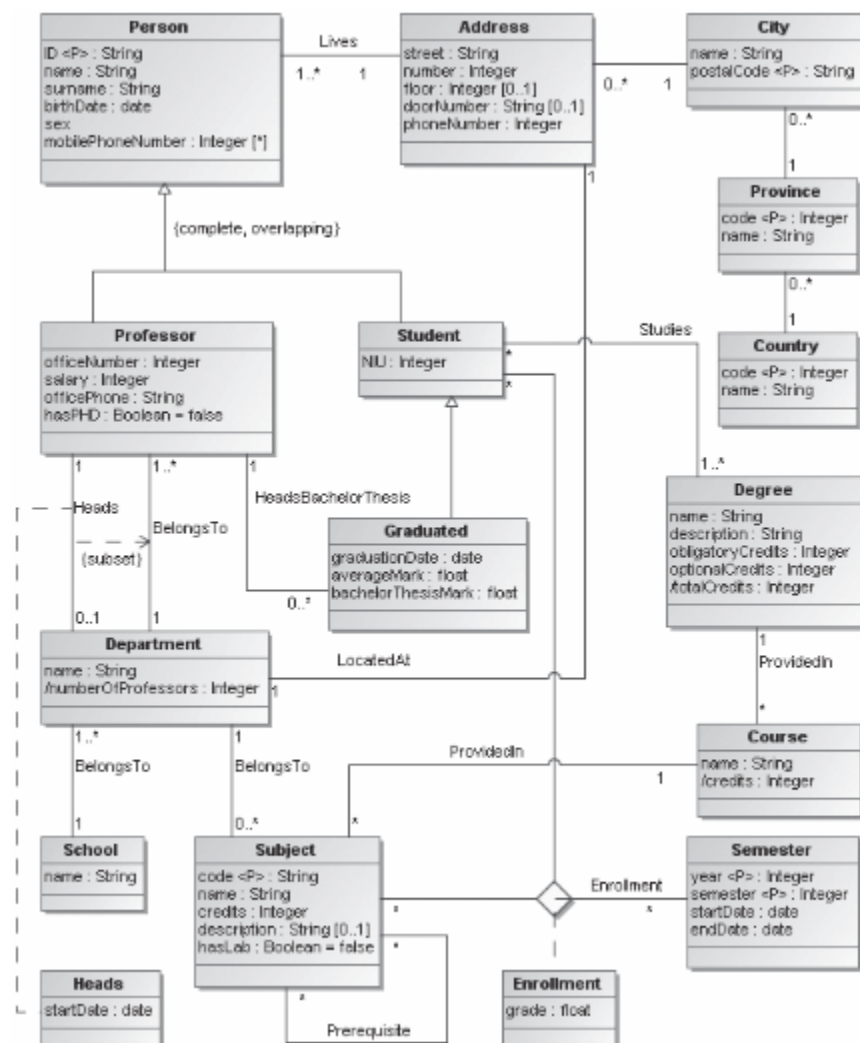 Person
ID <P> : String
name : String
surname : String
birthDate : date
sex
mobilePhoneNumber : Integer [*]
Lives
1..*
1
Address
street : String
number : Integer
floor : Integer [0..1]
doorNumber : String [0..1]
phoneNumber : Integer
0..*
1
City
name : String
postalCode <P> : String
0..*
1
Province
code <P> : Integer
name : String
0..*
1
Country
code <P> : Integer
name : String
1
{complete, overlapping}
Professor
officeNumber : Integer
salary : Integer
officePhone : String
hasPHD : Boolean = false
Student
NIU : Integer
*
*
Studies
1..*
1
1..*
1
Heads
BelongsTo
{subset}
HeadsBachelorThesis
0..1
1
0..*
Graduated
graduationDate : date
averageMark : float
bachelorThesisMark : float
Degree
name : String
description : String
obligatoryCredits : Integer
optionalCredits : Integer
/totalCredits : Integer
1
ProvidedIn
*
Department
name : String
/numberOfProfessors : Integer
LocatedAt
1
1..*
BelongsTo
1
1
BelongsTo
0..*
ProvidedIn
1
*
Course
name : String
/credits : Integer
School
name : String
Subject
code <P> : String
name : String
credits : Integer
description : String [0..1]
hasLab : Boolean = false
*
*
*
Prerequisite
Enrollment
*
Semester
year <P> : Integer
semester <P> : Integer
startDate : date
endDate : date
Heads
startDate : date
Enrollment
grade : float